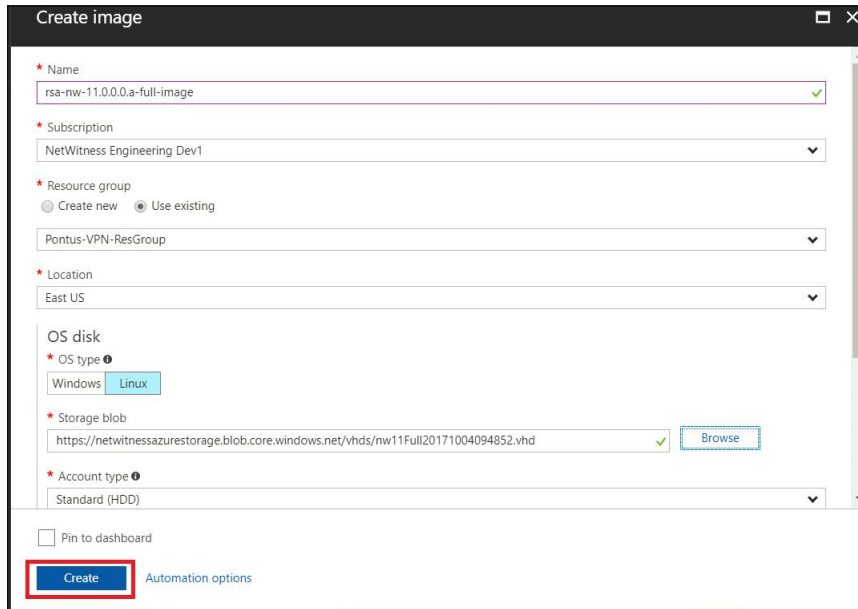 Create image
* Name
rsa-nw-11.0.0.0.a-full-image
* Subscription
NetWitness Engineering Dev1
* Resource group
Create new Use existing
Pontus-VPN-ResGroup
* Location
East US
OS disk
* OS type
Windows Linux
* Storage blob
https://netwitnessazurestorage.blob.core.windows.net/vhds/nw11Full20171004094852.vhd Browse
* Account type
Standard (HDD)
Pin to dashboard
Create Automation options